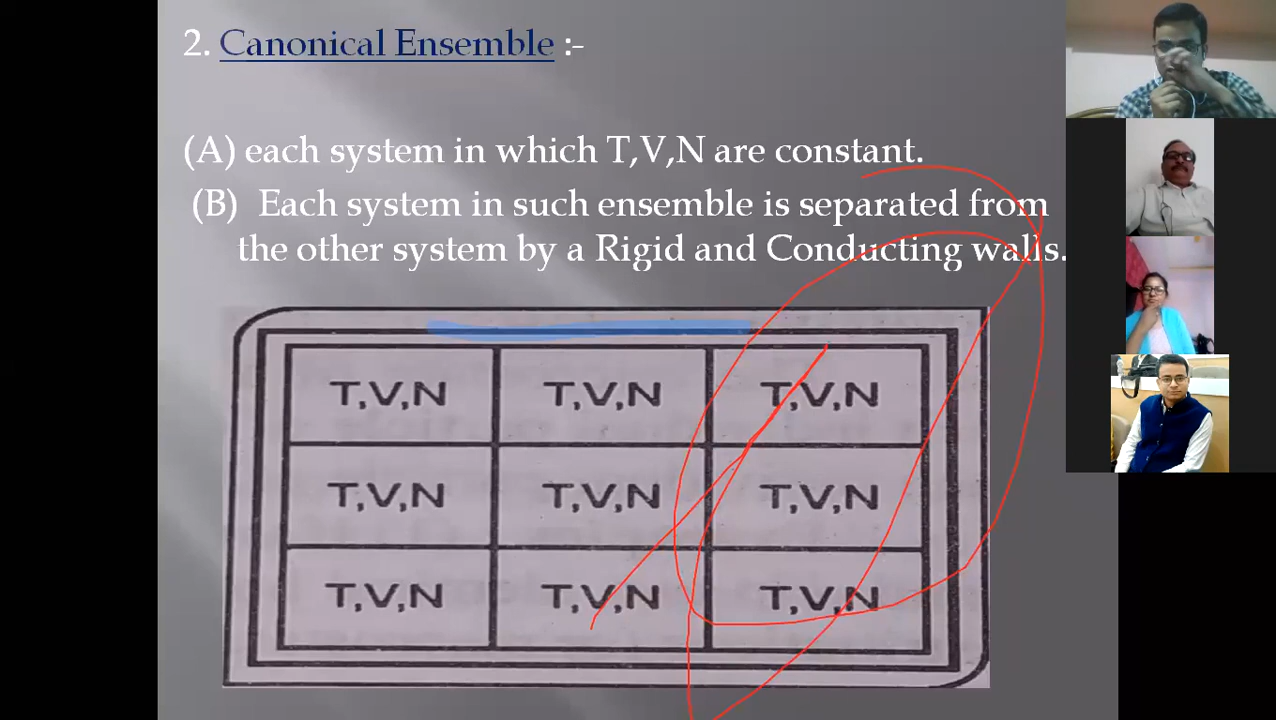 2. Canonical Ensemble :-
(A) each system in which T,V,N are constant.
(B) Each system in such ensemble is separated from
the other system by a Rigid and Conducting walls.
T,V,N T,V,N T,V,N
T,V,N T,V,N T,V,N
T,V,N T,V,N T,V,N